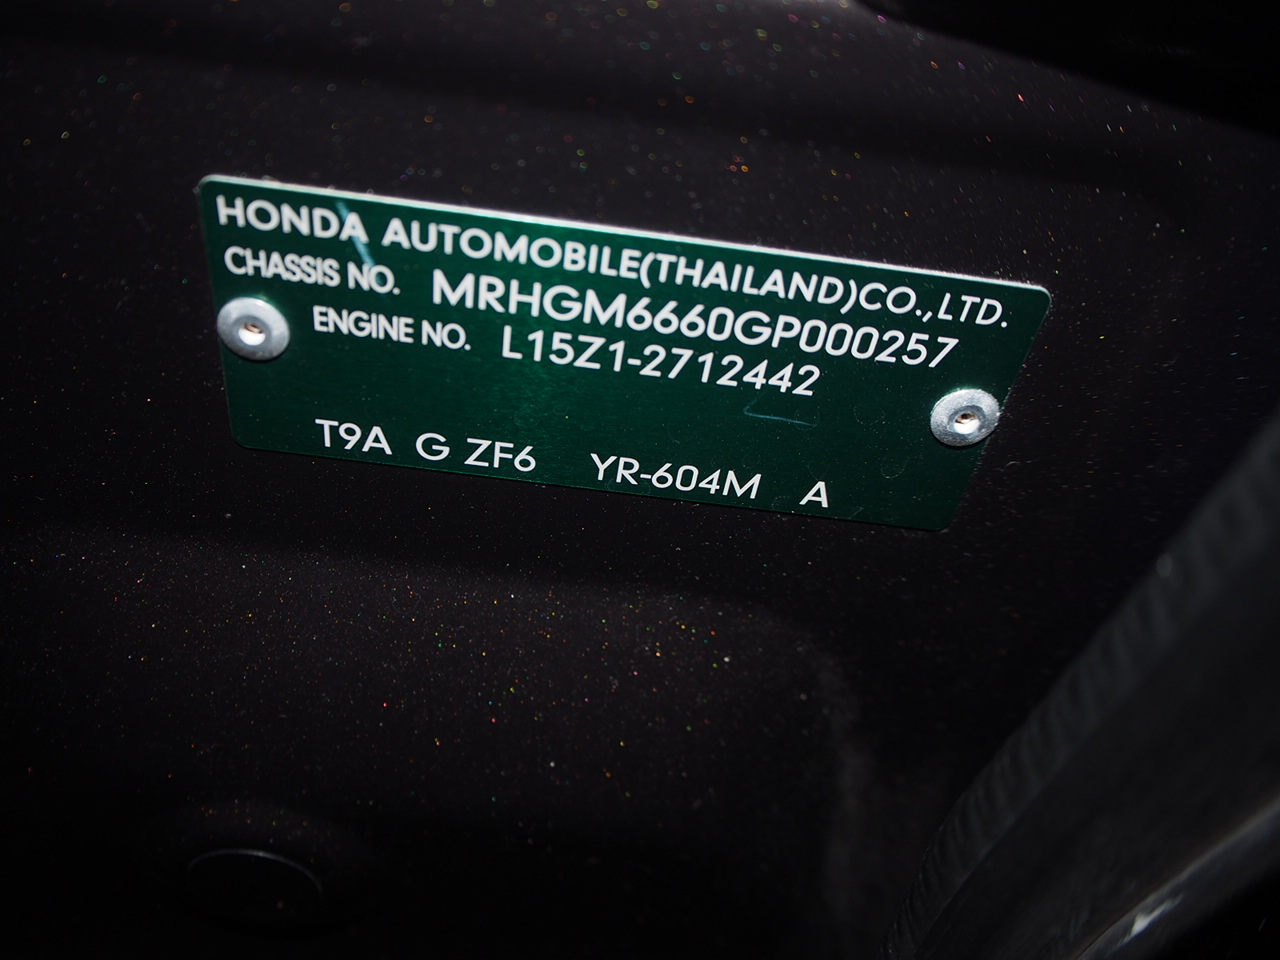 HONDA AUTOMOBILE(THAILAND)CO.,LTD.
CHASSIS NO. MRHGM6660GP000257
ENGINE NO. L15Z1-2712442
T9A G ZF6 YR-604M A